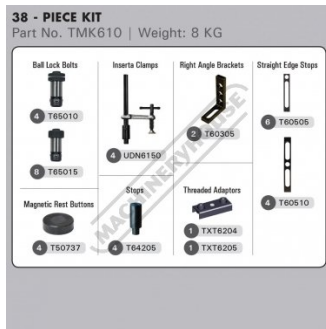 38 - PIECE KIT
Part No. TMK610 | Weight: 8 KG
Ball Lock Bolts
4 T65010
8 T65015
Magnetic Rest Buttons
4 T50737
Inserta Clamps
4 UDN6150
Stops
4 T64205
Right Angle Brackets
2 T60305
Threaded Adaptors
1 TXT6204
1 TXT6205
Straight Edge Stops
6 T60505
4 T60510
MACHINERYHOUSE